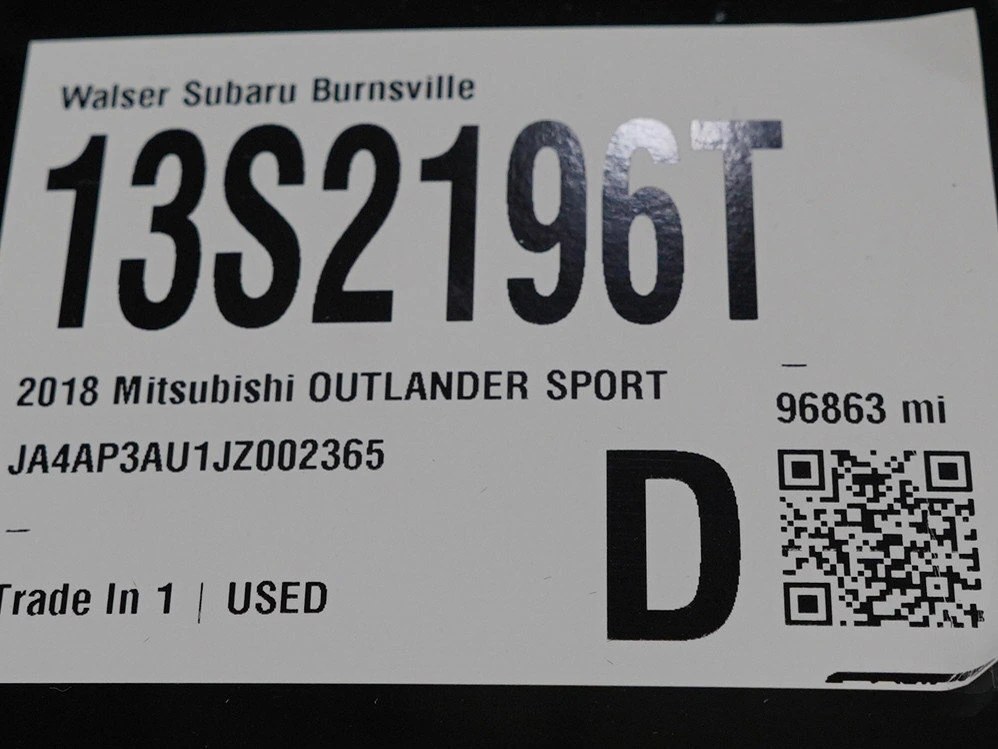 Walser Subaru Burnsville
13S2196T
2018 Mitsubishi OUTLANDER SPORT
–
96863 mi
JA4AP3AU1JZ002365
–
D
Trade In 1 | USED